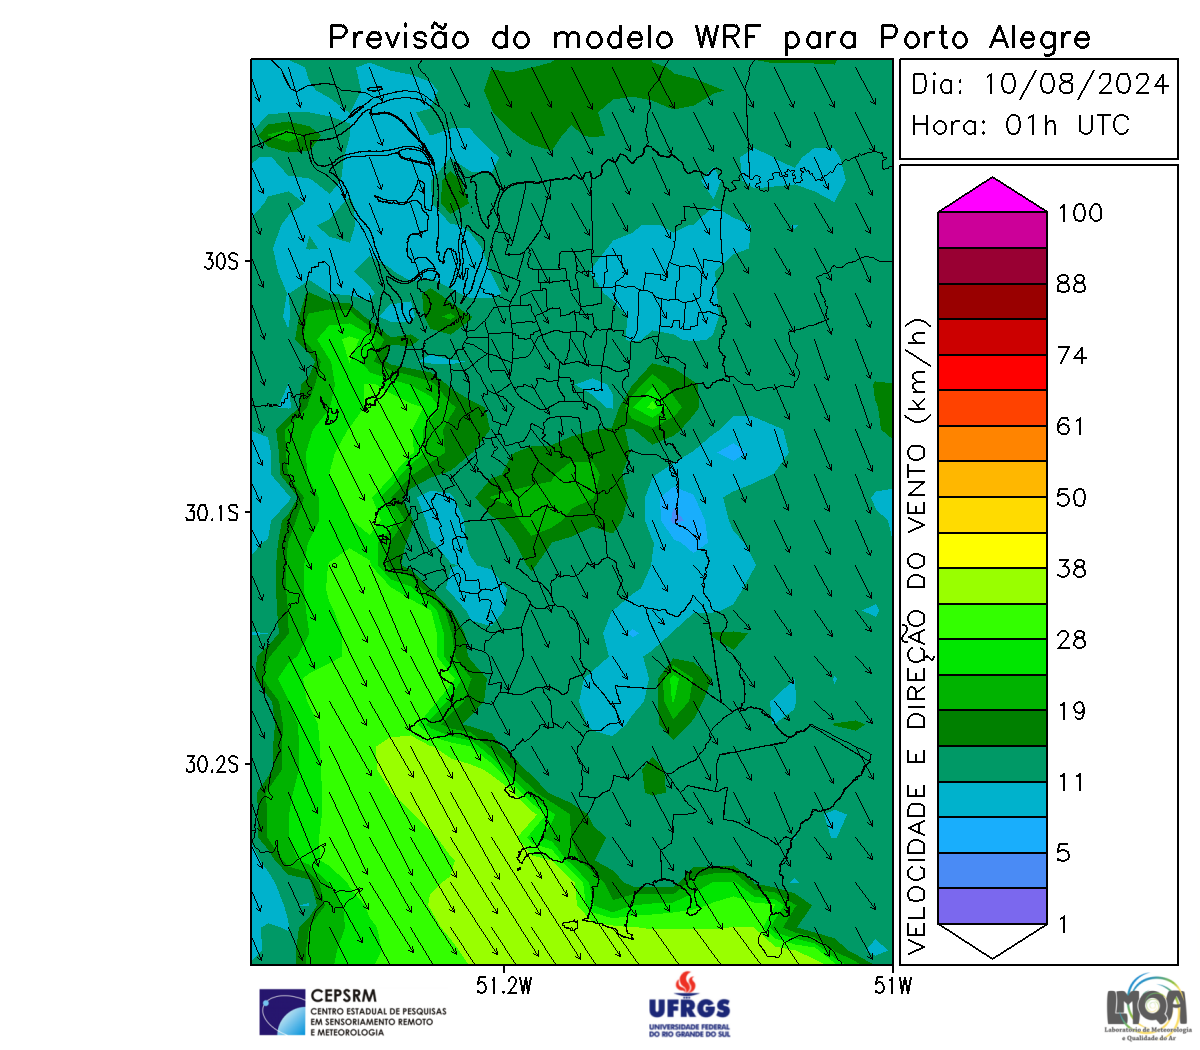 Previsão do modelo WRF para Porto Alegre
Dia: 10/08/2024
Hora: 01h UTC
30S
30.1S
30.2S
51.2W
51W
VELOCIDADE E DIREÇÃO DO VENTO (km/h)
100
88
74
61
50
38
28
19
11
5
1
CEPSRM
CENTRO ESTADUAL DE PESQUISAS
EM SENSORIAMENTO REMOTO
E METEOROLOGIA
UFRGS
UNIVERSIDADE FEDERAL
DO RIO GRANDE DO SUL
LMQA
Laboratório de Meteorologia
e Qualidade do Ar